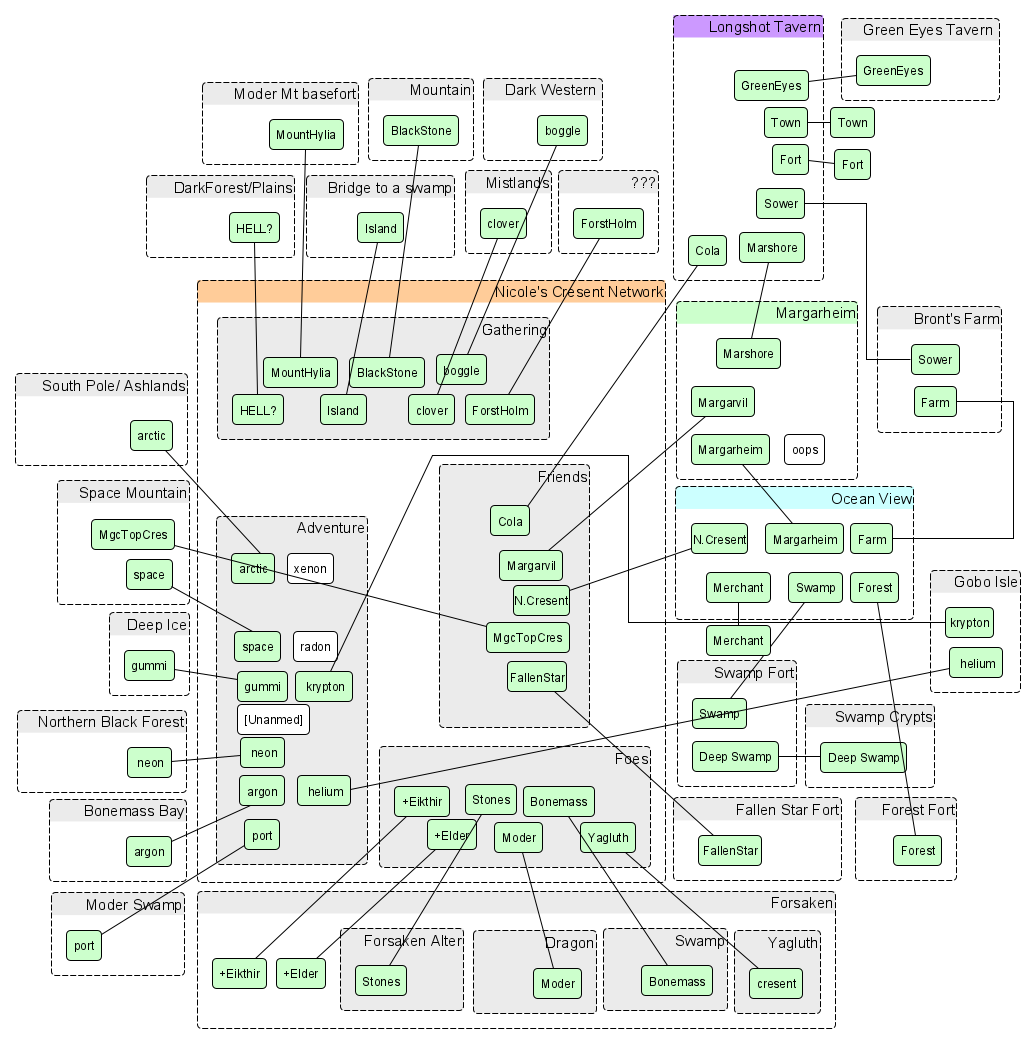 Longshot Tavern
Green Eyes Tavern
GreenEyes
GreenEyes
Town
Town
Fort
Fort
Sower
Cola
Marshore
Moder Mt basefort
MountHylia
Mountain
BlackStone
Dark Western
boggle
DarkForest/Plains
HELL?
Bridge to a swamp
Island
Mistlands
clover
???
ForstHolm
Nicole's Cresent Network
Gathering
MountHylia
BlackStone
boggle
HELL?
Island
clover
ForstHolm
Margarheim
Marshore
Margarvil
Margarheim
oops
Bront's Farm
Sower
Farm
South Pole/ Ashlands
arctic
Space Mountain
MgcTopCres
space
Deep Ice
gummi
Northern Black Forest
neon
Bonemass Bay
argon
Moder Swamp
port
Adventure
arctic
xenon
space
radon
gummi
krypton
[Unanmed]
neon
argon
helium
port
Friends
Cola
Margarvil
N.Cresent
MgcTopCres
FallenStar
Ocean View
N.Cresent
Margarheim
Farm
Merchant
Swamp
Forest
Merchant
Gobo Isle
krypton
helium
Swamp Fort
Swamp
Deep Swamp
Swamp Crypts
Deep Swamp
Foes
+Eikthir
Stones
Bonemass
+Elder
Moder
Yagluth
Fallen Star Fort
FallenStar
Forest Fort
Forest
Forsaken
+Eikthir
+Elder
Forsaken Alter
Stones
Dragon
Moder
Swamp
Bonemass
Yagluth
cresent